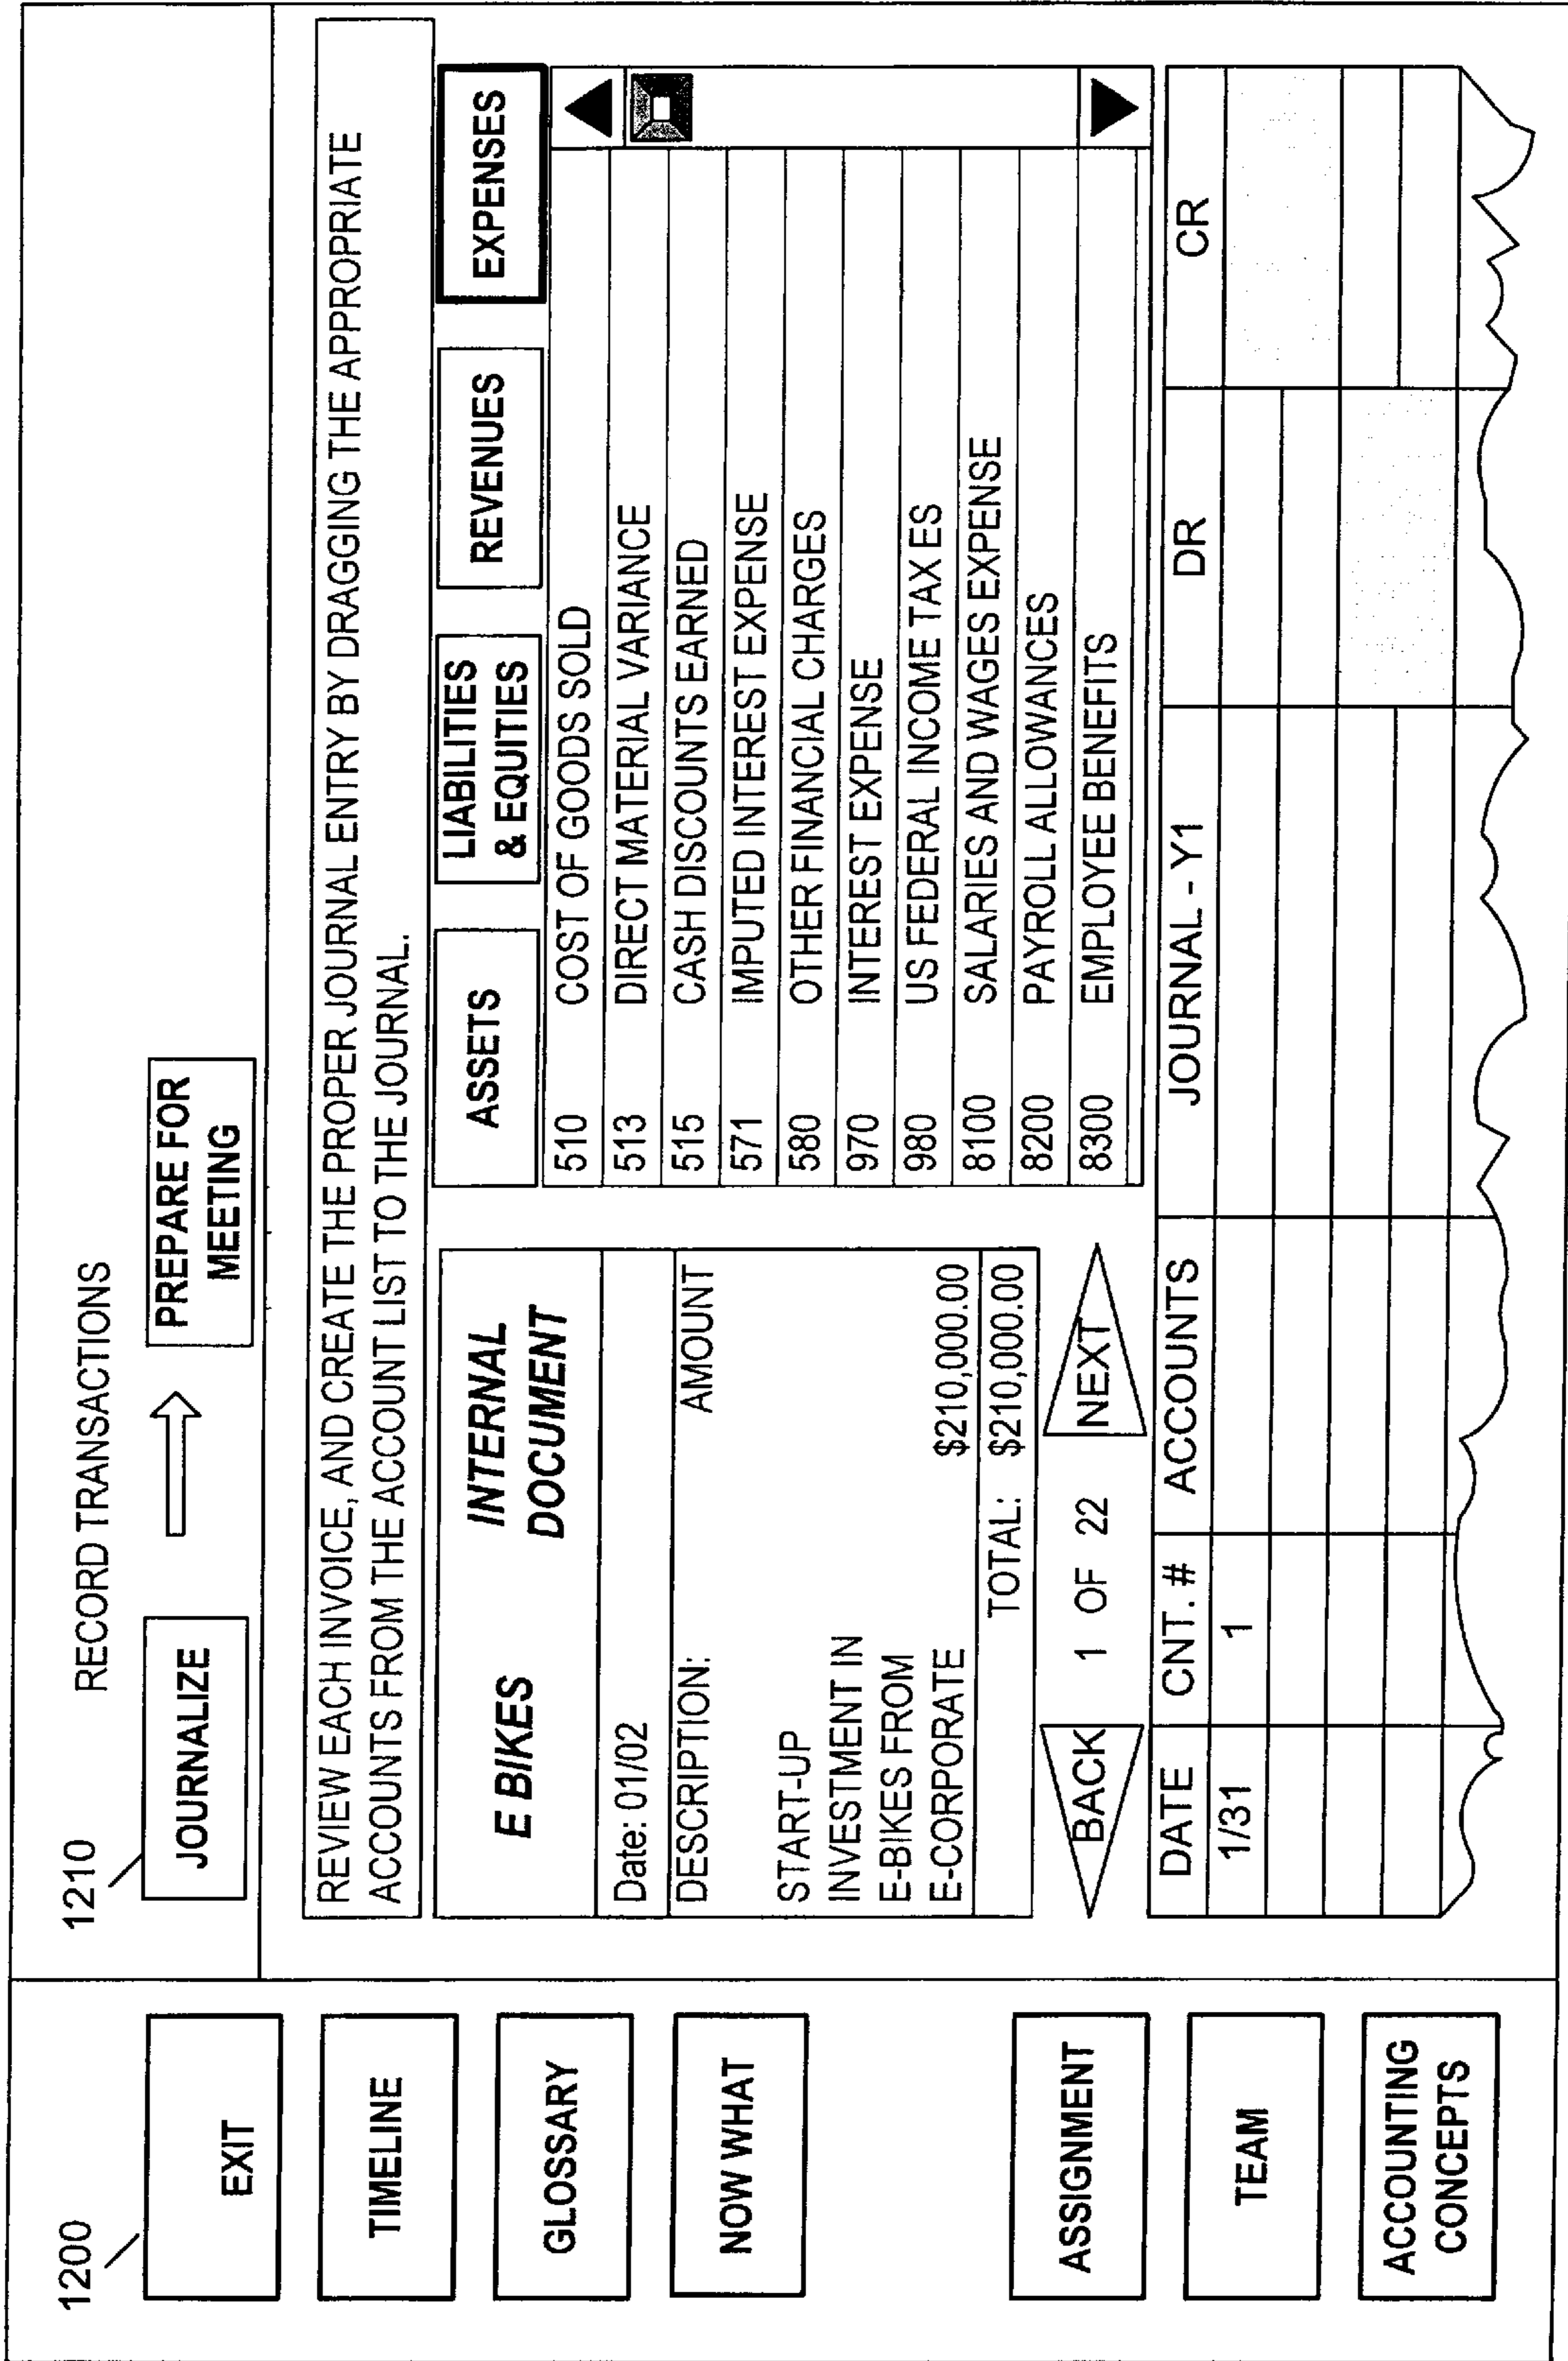 1200
EXIT
TIMELINE
GLOSSARY
NOW WHAT
ASSIGNMENT
TEAM
ACCOUNTING
CONCEPTS
1210
RECORD TRANSACTIONS
JOURNALIZE
PREPARE FOR
MEETING
REVIEW EACH INVOICE, AND CREATE THE PROPER JOURNAL ENTRY BY DRAGGING THE APPROPRIATE
ACCOUNTS FROM THE ACCOUNT LIST TO THE JOURNAL.
E BIKES INTERNAL
DOCUMENT
Date: 01/02
DESCRIPTION: AMOUNT
START-UP
INVESTMENT IN
E-BIKES FROM
E-CORPORATE $210,000.00
TOTAL: $210,000.00
BACK 1 OF 22 NEXT
ASSETS
LIABILITIES
& EQUITIES
REVENUES
EXPENSES
510 COST OF GOODS SOLD
513 DIRECT MATERIAL VARIANCE
515 CASH DISCOUNTS EARNED
571 IMPUTED INTEREST EXPENSE
580 OTHER FINANCIAL CHARGES
970 INTEREST EXPENSE
980 US FEDERAL INCOME TAX ES
8100 SALARIES AND WAGES EXPENSE
8200 PAYROLL ALLOWANCES
8300 EMPLOYEE BENEFITS
DATE CNT. # ACCOUNTS JOURNAL - Y1 DR CR
1/31 1